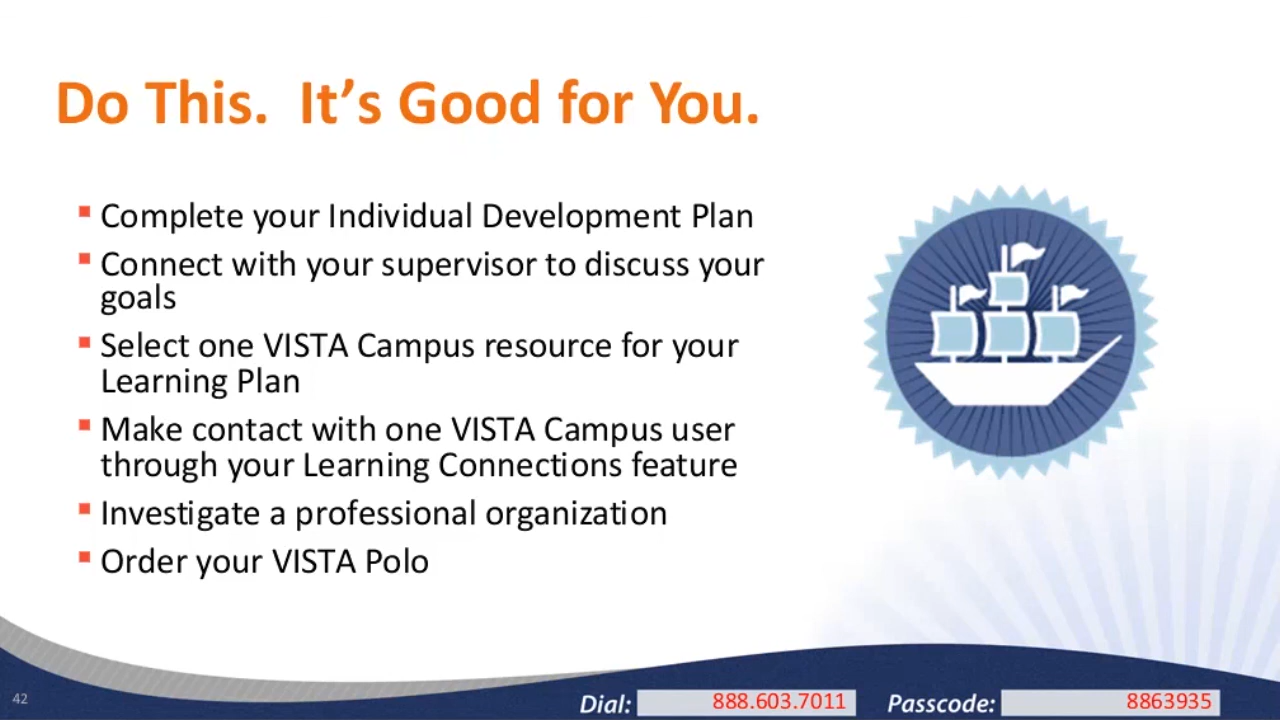 Do This.  It’s Good for You.
▪ Complete your Individual Development Plan
▪ Connect with your supervisor to discuss your
goals
▪ Select one VISTA Campus resource for your
Learning Plan
▪ Make contact with one VISTA Campus user
through your Learning Connections feature
▪ Investigate a professional organization
▪ Order your VISTA Polo
42
Dial: 888.603.7011 Passcode: 8863935